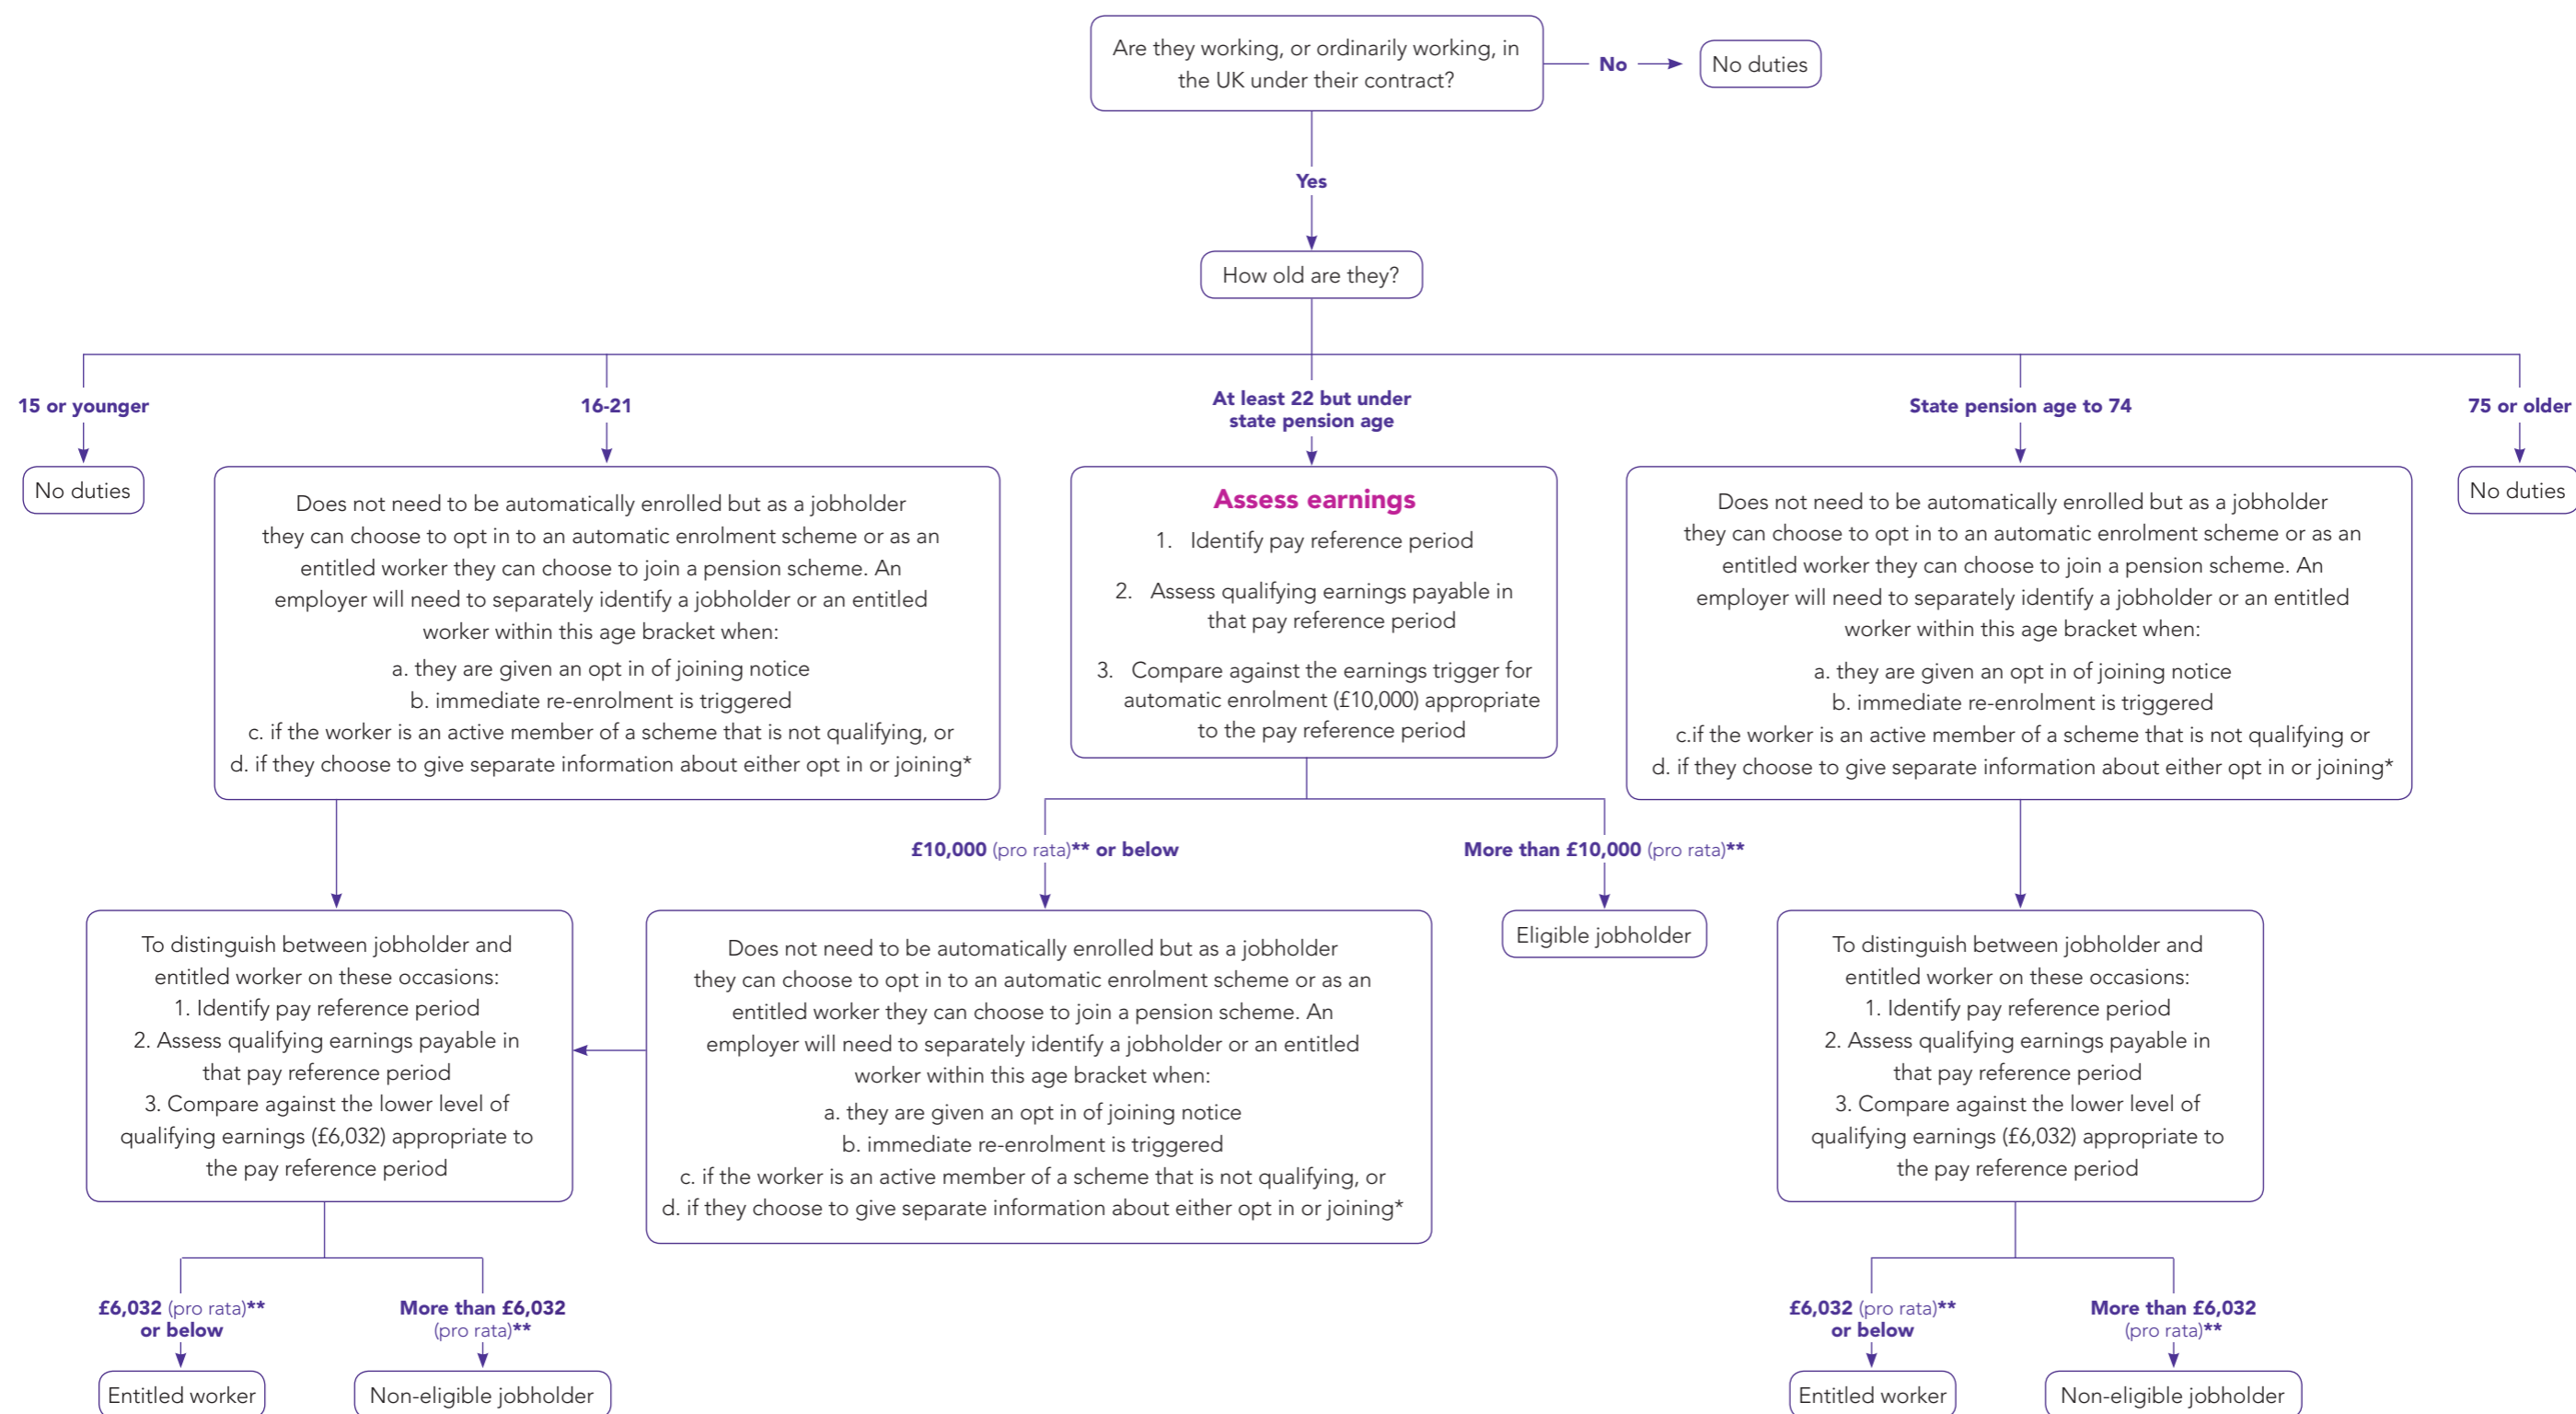 Are they working, or ordinarily working, in
the UK under their contract?
No
No duties
Yes
How old are they?
15 or younger
16-21
At least 22 but under
state pension age
State pension age to 74
75 or older
No duties
Does not need to be automatically enrolled but as a jobholder
they can choose to opt in to an automatic enrolment scheme or as an
entitled worker they can choose to join a pension scheme. An
employer will need to separately identify a jobholder or an entitled
worker within this age bracket when:
a. they are given an opt in of joining notice
b. immediate re-enrolment is triggered
c. if the worker is an active member of a scheme that is not qualifying, or
d. if they choose to give separate information about either opt in or joining*
Assess earnings
1. Identify pay reference period
2. Assess qualifying earnings payable in
that pay reference period
3. Compare against the earnings trigger for
automatic enrolment (£10,000) appropriate
to the pay reference period
Does not need to be automatically enrolled but as a jobholder
they can choose to opt in to an automatic enrolment scheme or as an
entitled worker they can choose to join a pension scheme. An
employer will need to separately identify a jobholder or an entitled
worker within this age bracket when:
a. they are given an opt in of joining notice
b. immediate re-enrolment is triggered
c.if the worker is an active member of a scheme that is not qualifying or
d. if they choose to give separate information about either opt in or joining*
No duties
£10,000 (pro rata)** or below
More than £10,000 (pro rata)**
To distinguish between jobholder and
entitled worker on these occasions:
1. Identify pay reference period
2. Assess qualifying earnings payable in
that pay reference period
3. Compare against the lower level of
qualifying earnings (£6,032) appropriate to
the pay reference period
Does not need to be automatically enrolled but as a jobholder
they can choose to opt in to an automatic enrolment scheme or as an
entitled worker they can choose to join a pension scheme. An
employer will need to separately identify a jobholder or an entitled
worker within this age bracket when:
a. they are given an opt in of joining notice
b. immediate re-enrolment is triggered
c. if the worker is an active member of a scheme that is not qualifying, or
d. if they choose to give separate information about either opt in or joining*
Eligible jobholder
To distinguish between jobholder and
entitled worker on these occasions:
1. Identify pay reference period
2. Assess qualifying earnings payable in
that pay reference period
3. Compare against the lower level of
qualifying earnings (£6,032) appropriate to
the pay reference period
£6,032 (pro rata)**
or below
More than £6,032
(pro rata)**
£6,032 (pro rata)**
or below
More than £6,032
(pro rata)**
Entitled worker
Non-eligible jobholder
Entitled worker
Non-eligible jobholder